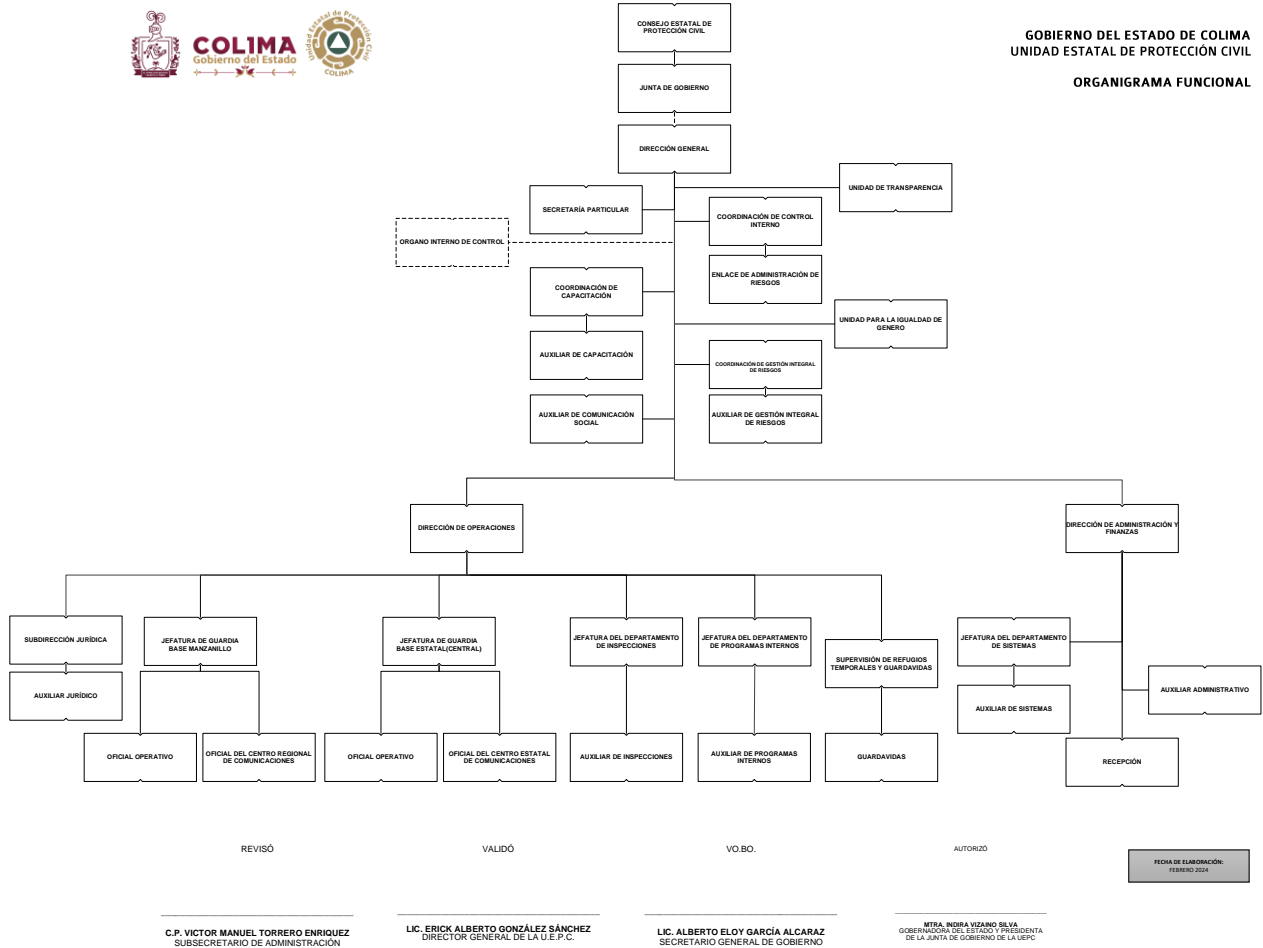 COL1MA
Gobierno del Estado
Unidad Estatal de Protección Civil
COLIMA
GOBIERNO DEL ESTADO DE COLIMA
UNIDAD ESTATAL DE PROTECCIÓN CIVIL
ORGANIGRAMA FUNCIONAL
CONSEJO ESTATAL DE
PROTECCIÓN CIVIL
JUNTA DE GOBIERNO
DIRECCIÓN GENERAL
UNIDAD DE TRANSPARENCIA
SECRETARÍA PARTICULAR
COORDINACIÓN DE CONTROL
INTERNO
ORGANO INTERNO DE CONTROL
ENLACE DE ADMINISTRACIÓN DE
RIESGOS
COORDINACIÓN DE
CAPACITACIÓN
UNIDAD PARA LA IGUALDAD DE
GENERO
AUXILIAR DE CAPACITACIÓN
COORDINACIÓN DE GESTIÓN INTEGRAL
DE RIESGOS
AUXILIAR DE COMUNICACIÓN
SOCIAL
AUXILIAR DE GESTIÓN INTEGRAL
DE RIESGOS
DIRECCIÓN DE OPERACIONES
DIRECCIÓN DE ADMINISTRACIÓN Y
FINANZAS
SUBDIRECCIÓN JURÍDICA
JEFATURA DE GUARDIA
BASE MANZANILLO
JEFATURA DE GUARDIA
BASE ESTATAL(CENTRAL)
JEFATURA DEL DEPARTAMENTO
DE INSPECCIONES
JEFATURA DEL DEPARTAMENTO
DE PROGRAMAS INTERNOS
SUPERVISIÓN DE REFUGIOS
TEMPORALES Y GUARDAVIDAS
JEFATURA DEL DEPARTAMENTO
DE SISTEMAS
AUXILIAR JURÍDICO
AUXILIAR DE SISTEMAS
AUXILIAR ADMINISTRATIVO
OFICIAL OPERATIVO
OFICIAL DEL CENTRO REGIONAL
DE COMUNICACIONES
OFICIAL OPERATIVO
OFICIAL DEL CENTRO ESTATAL
DE COMUNICACIONES
AUXILIAR DE INSPECCIONES
AUXILIAR DE PROGRAMAS
INTERNOS
GUARDAVIDAS
RECEPCIÓN
REVISÓ
VALIDÓ
VO.BO.
AUTORIZÓ
FECHA DE ELABORACIÓN:
FEBRERO 2024
C.P. VICTOR MANUEL TORRERO ENRIQUEZ
SUBSECRETARIO DE ADMINISTRACIÓN
LIC. ERICK ALBERTO GONZÁLEZ SÁNCHEZ
DIRECTOR GENERAL DE LA U.E.P.C.
LIC. ALBERTO ELOY GARCÍA ALCARAZ
SECRETARIO GENERAL DE GOBIERNO
MTRA. INDIRA VIZAINO SILVA
GOBERNADORA DEL ESTADO Y PRESIDENTA
DE LA JUNTA DE GOBIERNO DE LA UEPC